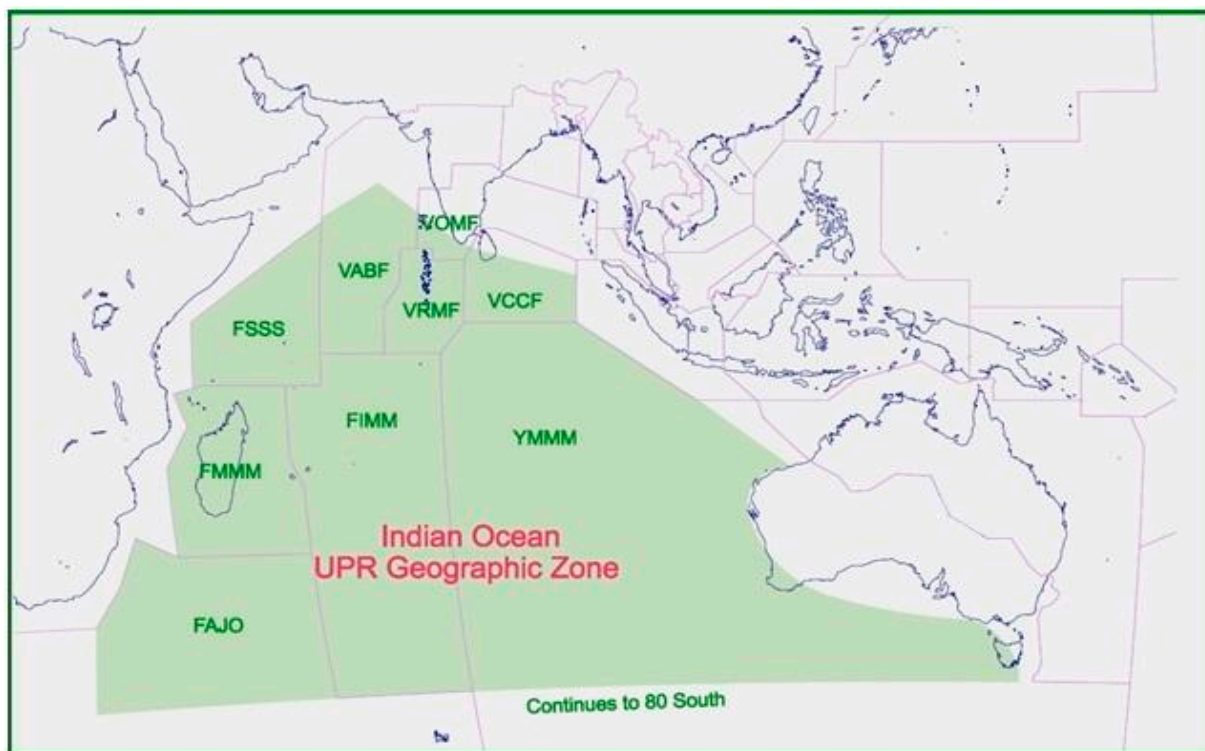 VOMF
VABF
VRMF
VCCF
FSSS
FIMM
YMMM
FMMM
Indian Ocean
UPR Geographic Zone
FAJO
Continues to 80 South